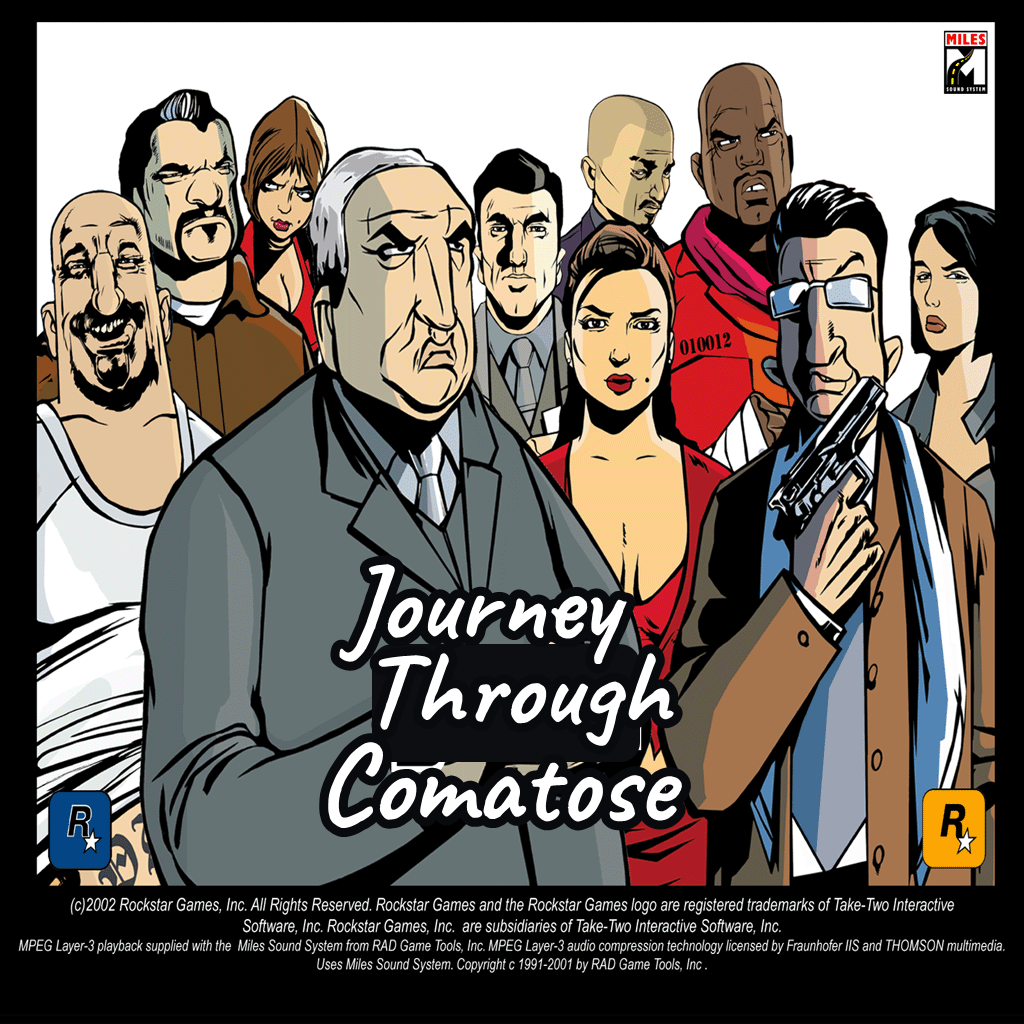 MILES
SOUND SYSTEM
010012
Journey
Through
Comatose
R
R
(c)2002 Rockstar Games, Inc. All Rights Reserved. Rockstar Games and the Rockstar Games logo are registered trademarks of Take-Two Interactive
Software, Inc. Rockstar Games, Inc. are subsidiaries of Take-Two Interactive Software, Inc.
MPEG Layer-3 playback supplied with the Miles Sound System from RAD Game Tools, Inc. MPEG Layer-3 audio compression technology licensed by Fraunhofer IIS and THOMSON multimedia.
Uses Miles Sound System. Copyright c 1991-2001 by RAD Game Tools, Inc .